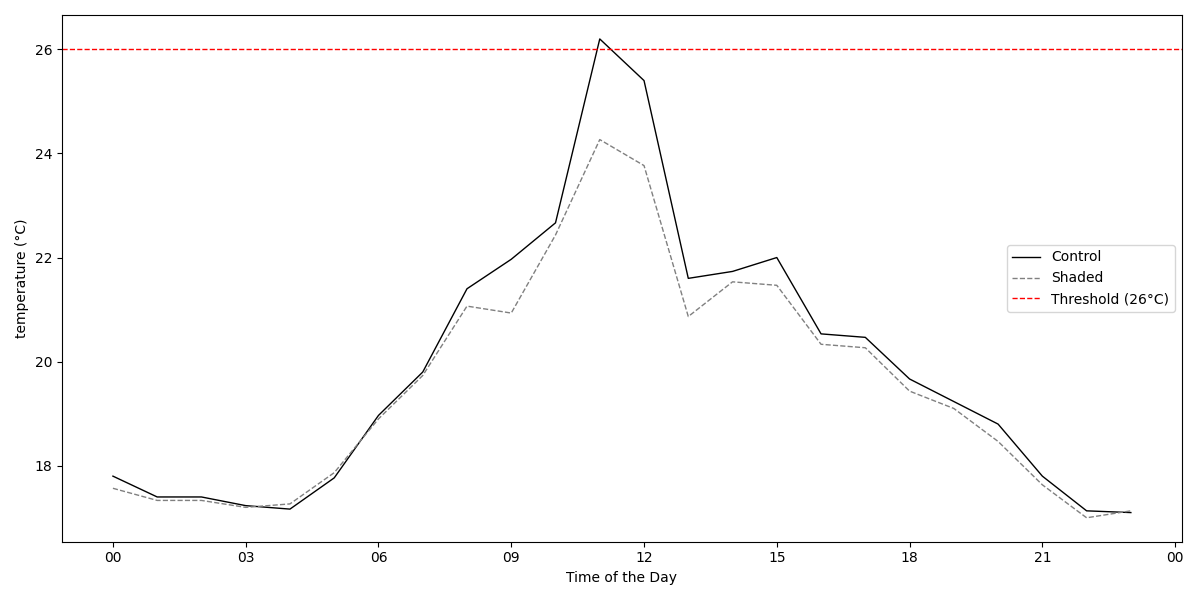 26
24
22
20
18
temperature (°C)
Control
Shaded
Threshold (26°C)
00 03 06 09 12 15 18 21 00
Time of the Day